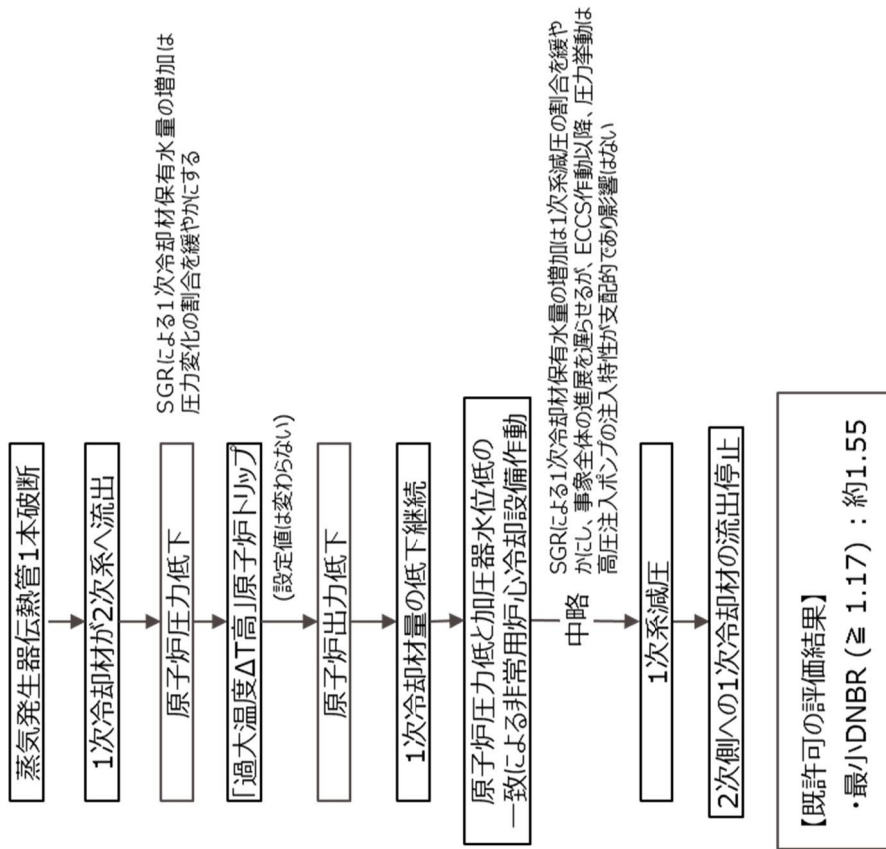 蒸気発生器伝熱管1本破断
1次冷却材が2次系へ流出
原子炉圧力低下
SGRによる1次冷却材保有水量の増加は
圧力変化の割合を緩やかにする
「過大温度ΔT高」原子炉トリップ
(設定値は変わらない)
原子炉出力低下
1次冷却材量の低下継続
原子炉圧力低と加圧器水位低の
一致による非常用炉心冷却設備作動
中略
SGRによる1次冷却材保有水量の増加は1次系減圧の割合を緩や
かにし、事象全体の進展を遅らせるが、ECCS作動以降、圧力挙動は
高圧注入ポンプの注入特性が支配的であり影響はない
1次系減圧
2次側への1次冷却材の流出停止
【既許可の評価結果】
・最小DNBR (≧ 1.17) : 約1.55